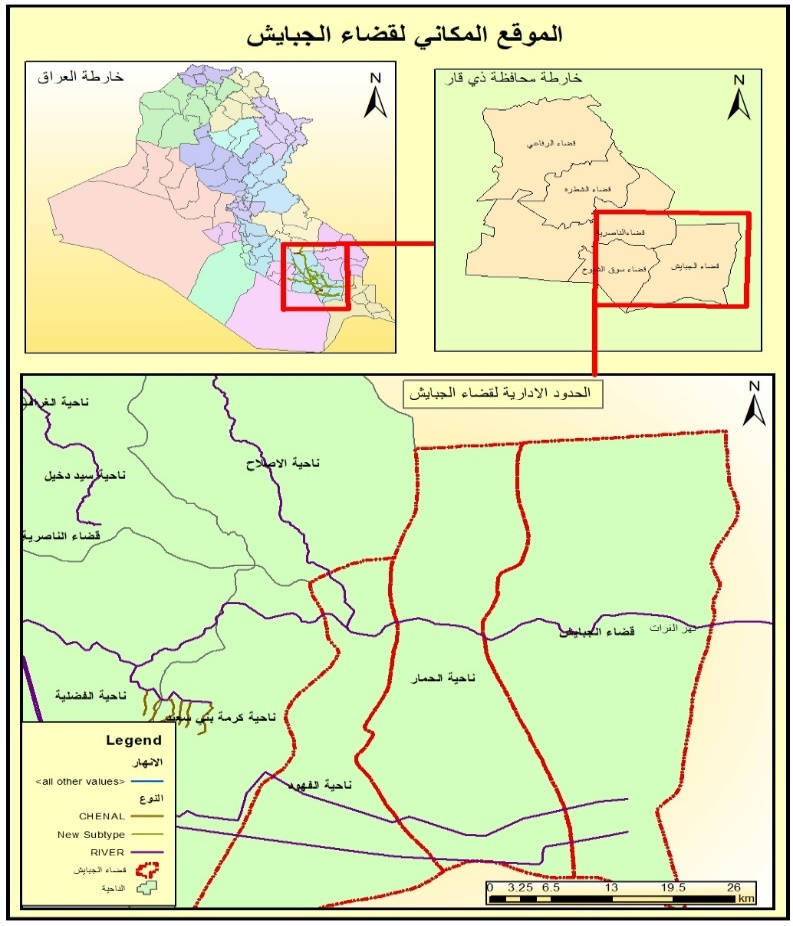 الموقع المكاني لقضاء الجبايش
خارطة العراق
N
خارطة محافظة ذي قار
N
قضاء الرفاعي
قضاء الشطره
قضاءالناصرية
قضاء سوق الشيوخ
قضاء الجبايش
الحدود الادارية لقضاء الجبايش
N
ناحية الغراف
ناحية سيد دخيل
ناحية الاصلاح
قضاء الناصرية
قضاء الجبايش
نهر الفرات
ناحية الحمار
ناحية الفضلية
ناحية كرمة بني سعيد
ناحية الفهود
Legend
الانهار
<all other values>
النوع
CHENAL
New Subtype
RIVER
قضاء الجبايش
الناحية
0 3.25 6.5 13 19.5 26
km